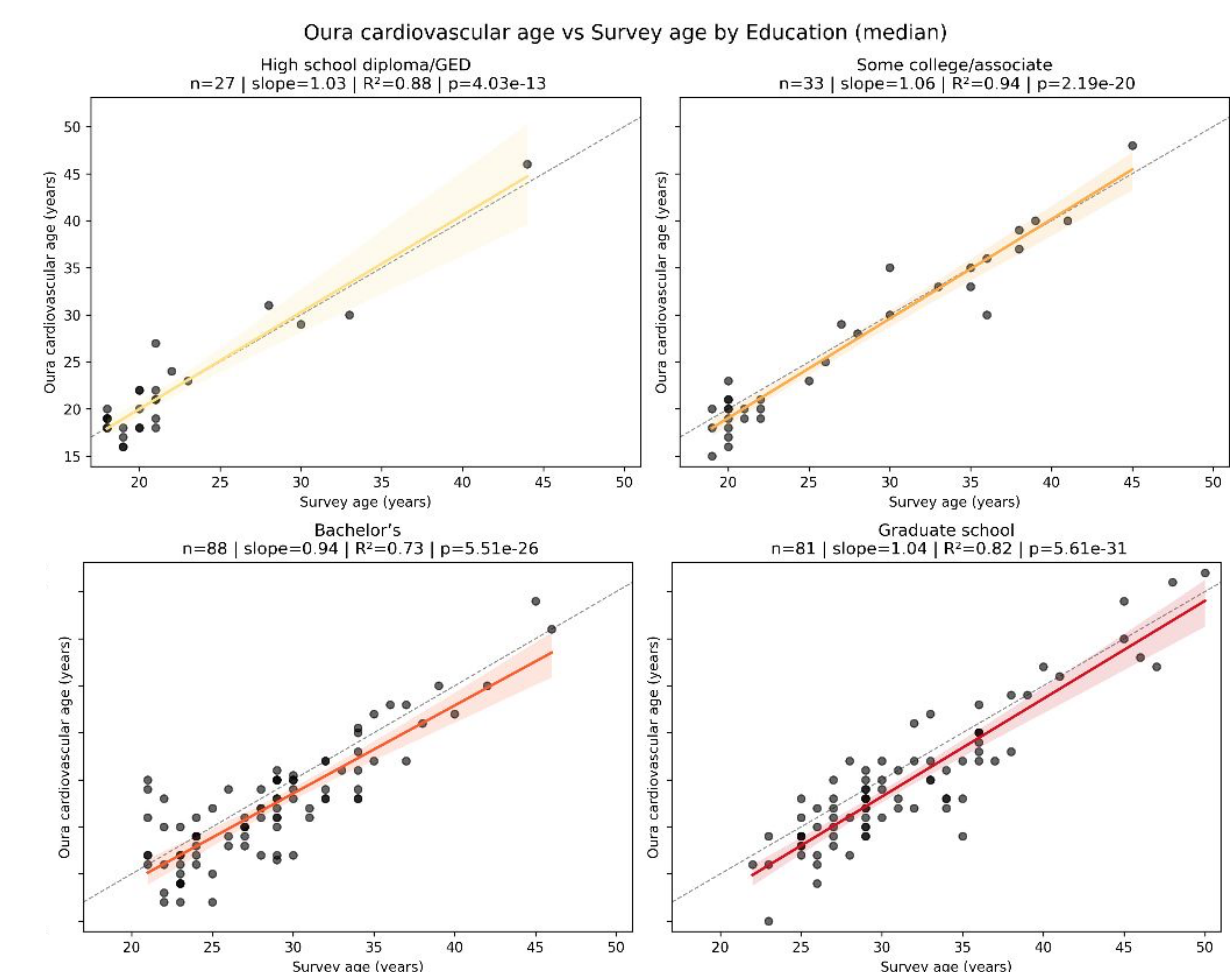 Oura cardiovascular age vs Survey age by Education (median)
High school diploma/GED
n=27 | slope=1.03 | R²=0.88 | p=4.03e-13
50
45
40
35
30
25
20
15
Oura cardiovascular age (years)
20 25 30 35 40 45 50
Survey age (years)
Some college/associate
n=33 | slope=1.06 | R²=0.94 | p=2.19e-20
Oura cardiovascular age (years)
20 25 30 35 40 45 50
Survey age (years)
Bachelor’s
n=88 | slope=0.94 | R²=0.73 | p=5.51e-26
Oura cardiovascular age (years)
20 25 30 35 40 45 50
Survey age (years)
Graduate school
n=81 | slope=1.04 | R²=0.82 | p=5.61e-31
Oura cardiovascular age (years)
20 25 30 35 40 45 50
Survey age (years)